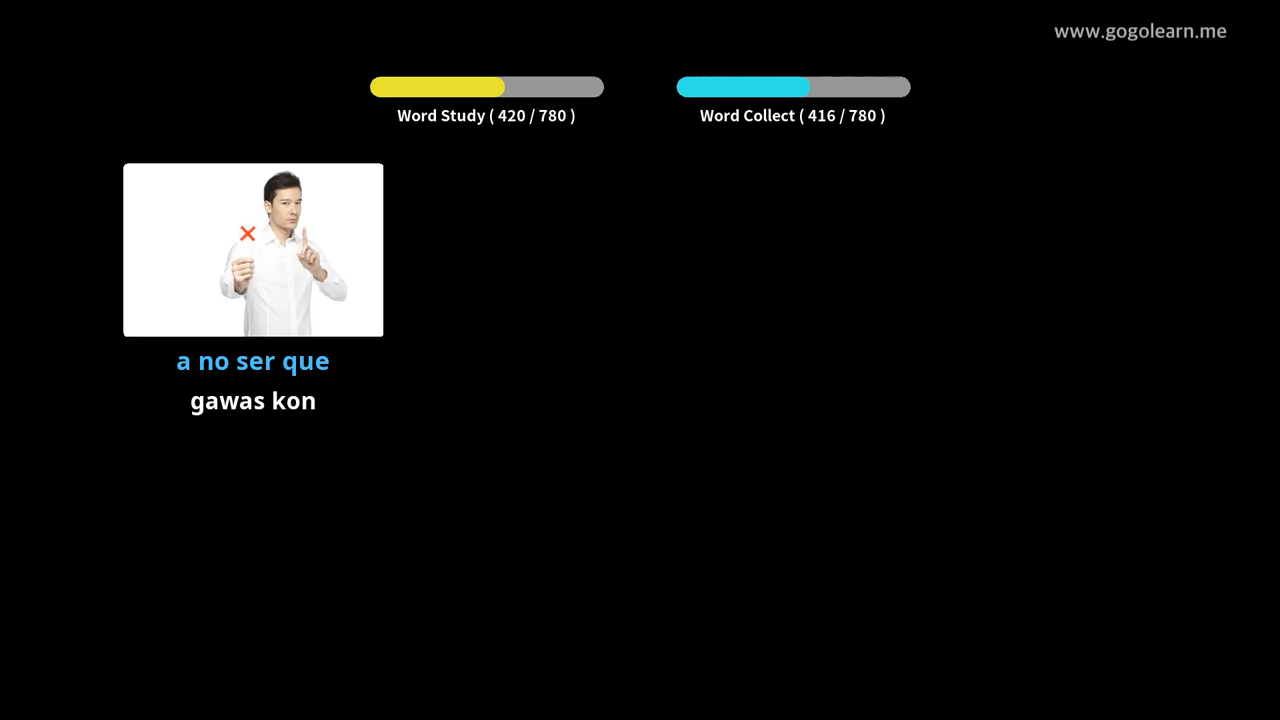 www.gogolearn.me
Word Study ( 420 / 780 )
Word Collect ( 416 / 780 )
a no ser que
gawas kon